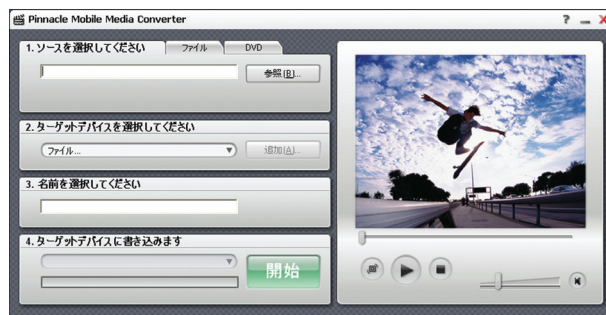 Pinnacle Mobile Media Converter
?
1. ソースを選択してください ファイル DVD
参照(B)...
2. ターゲットデバイスを選択してください
ファイル... 追加(A)...
3. 名前を選択してください
4. ターゲットデバイスに書き込みます
開始